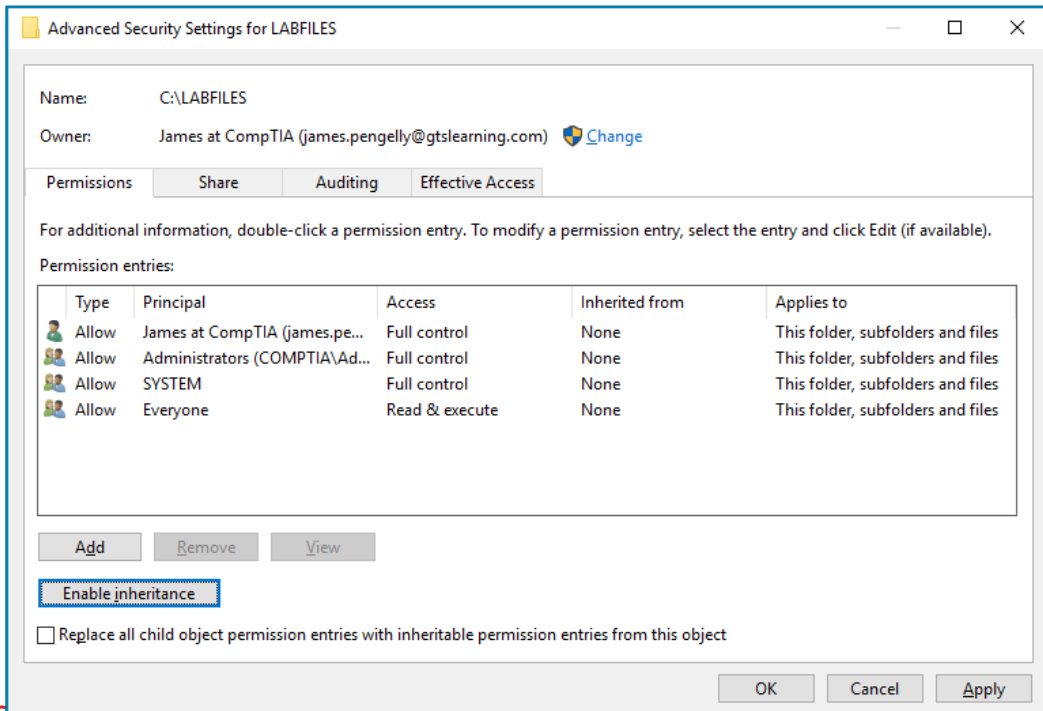 Advanced Security Settings for LABFILES
Name: C:\LABFILES
Owner: James at CompTIA (james.pengelly@gtslearning.com) Change
Permissions Share Auditing Effective Access
For additional information, double-click a permission entry. To modify a permission entry, select the entry and click Edit (if available).
Permission entries:
Type Principal Access Inherited from Applies to
Allow James at CompTIA (james.pe... Full control None This folder, subfolders and files
Allow Administrators (COMPTIA\Ad... Full control None This folder, subfolders and files
Allow SYSTEM Full control None This folder, subfolders and files
Allow Everyone Read & execute None This folder, subfolders and files
Add Remove View
Enable inheritance
Replace all child object permission entries with inheritable permission entries from this object
OK Cancel Apply